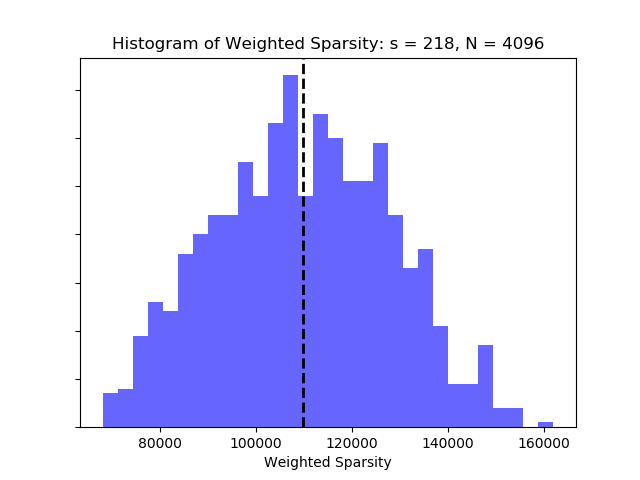 Histogram of Weighted Sparsity: s = 218, N = 4096
80000 100000 120000 140000 160000
Weighted Sparsity